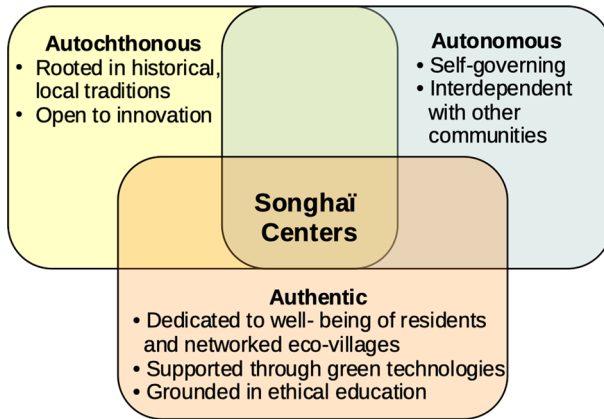 Autochthonous
• Rooted in historical,
local traditions
• Open to innovation
Autonomous
• Self-governing
• Interdependent
with other
communities
Songhaï
Centers
Authentic
• Dedicated to well- being of residents
and networked eco-villages
• Supported through green technologies
• Grounded in ethical education